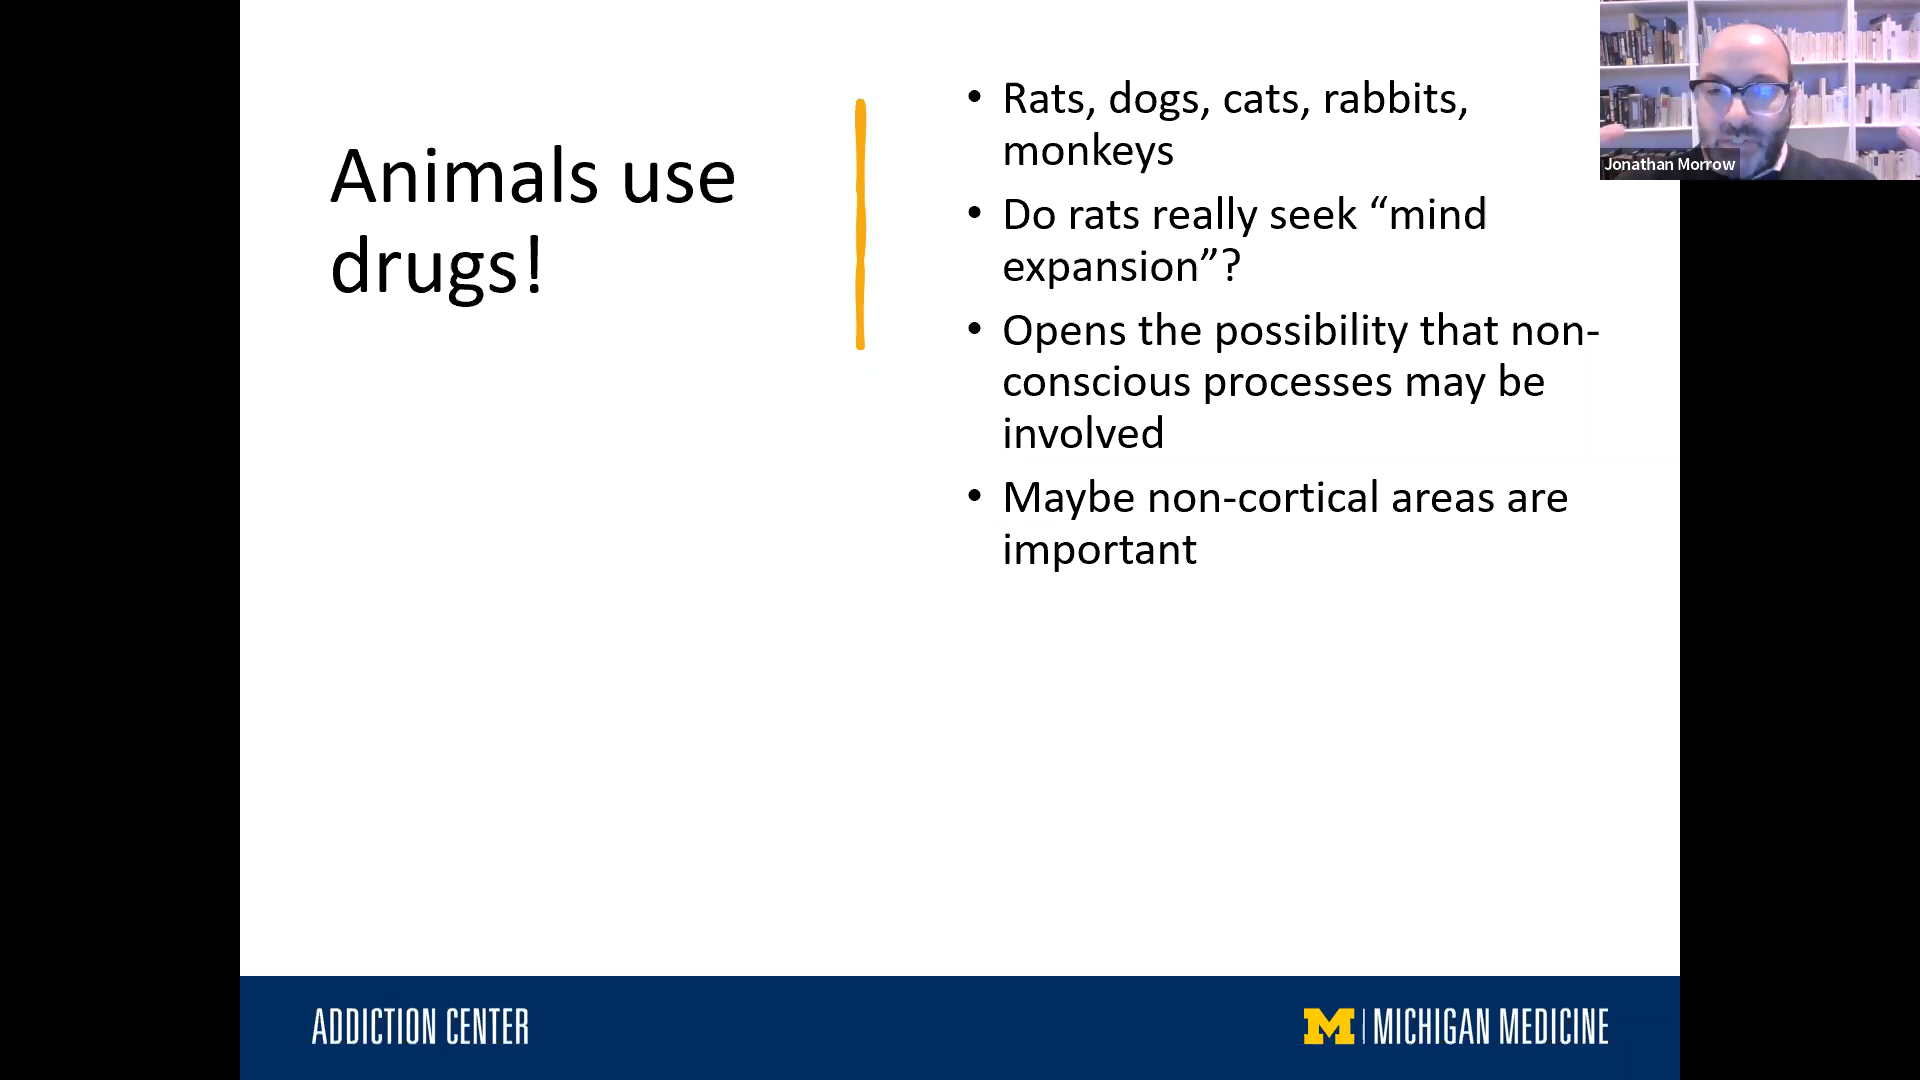 Animals use
drugs!
• Rats, dogs, cats, rabbits,
monkeys
• Do rats really seek “mind
expansion”?
• Opens the possibility that non-
conscious processes may be
involved
• Maybe non-cortical areas are
important
Jonathan Morrow
ADDICTION CENTER
M | MICHIGAN MEDICINE